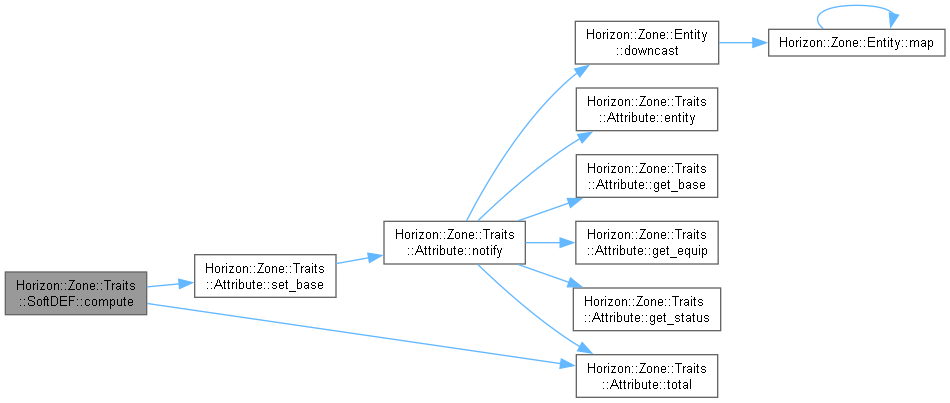 Horizon::Zone::Traits
::SoftDEF::compute
Horizon::Zone::Traits
::Attribute::set_base
Horizon::Zone::Traits
::Attribute::notify
Horizon::Zone::Entity
::downcast
Horizon::Zone::Entity::map
Horizon::Zone::Traits
::Attribute::entity
Horizon::Zone::Traits
::Attribute::get_base
Horizon::Zone::Traits
::Attribute::get_equip
Horizon::Zone::Traits
::Attribute::get_status
Horizon::Zone::Traits
::Attribute::total